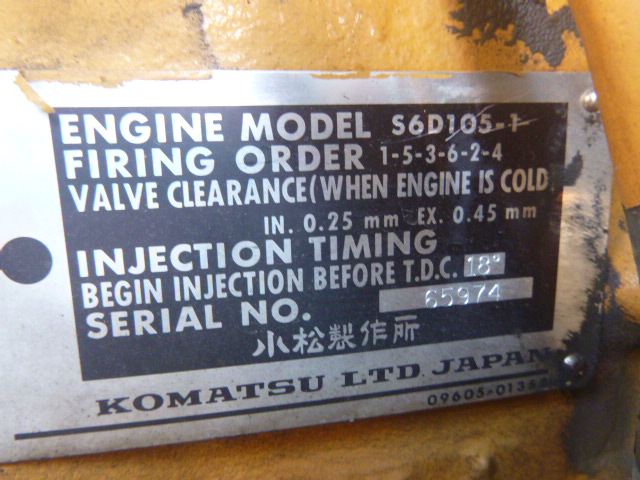 ENGINE MODEL S6D105-1
FIRING ORDER 1-5-3-6-2-4
VALVE CLEARANCE (WHEN ENGINE IS COLD
IN. 0.25 mm EX. 0.45 mm
INJECTION TIMING
BEGIN INJECTION BEFORE T.D.C. 18°
SERIAL NO. 65974
小松製作所
KOMATSU LTD. JAPAN